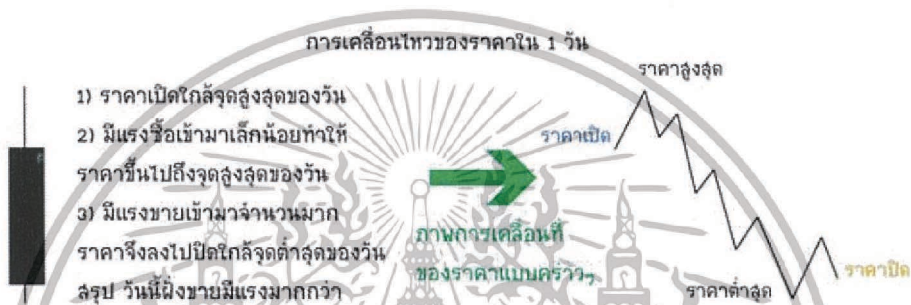 การเคลื่อนไหวของราคาใน 1 วัน
1) ราคาเปิดใกล้จุดสูงสุดของวัน
2) มีแรงซื้อเข้ามาเล็กน้อยทำให้
ราคาขึ้นไปถึงจุดสูงสุดของวัน
3) มีแรงขายเข้ามาจำนวนมาก
ราคาจึงลงไปปิดใกล้จุดต่ำสุดของวัน
สรุป วันนี้ฝั่งขายมีแรงมากกว่า
ภาพการเคลื่อนที่
ของราคาแบบคร่าวๆ
ราคาสูงสุด
ราคาเปิด
ราคาต่ำสุด
ราคาปิด